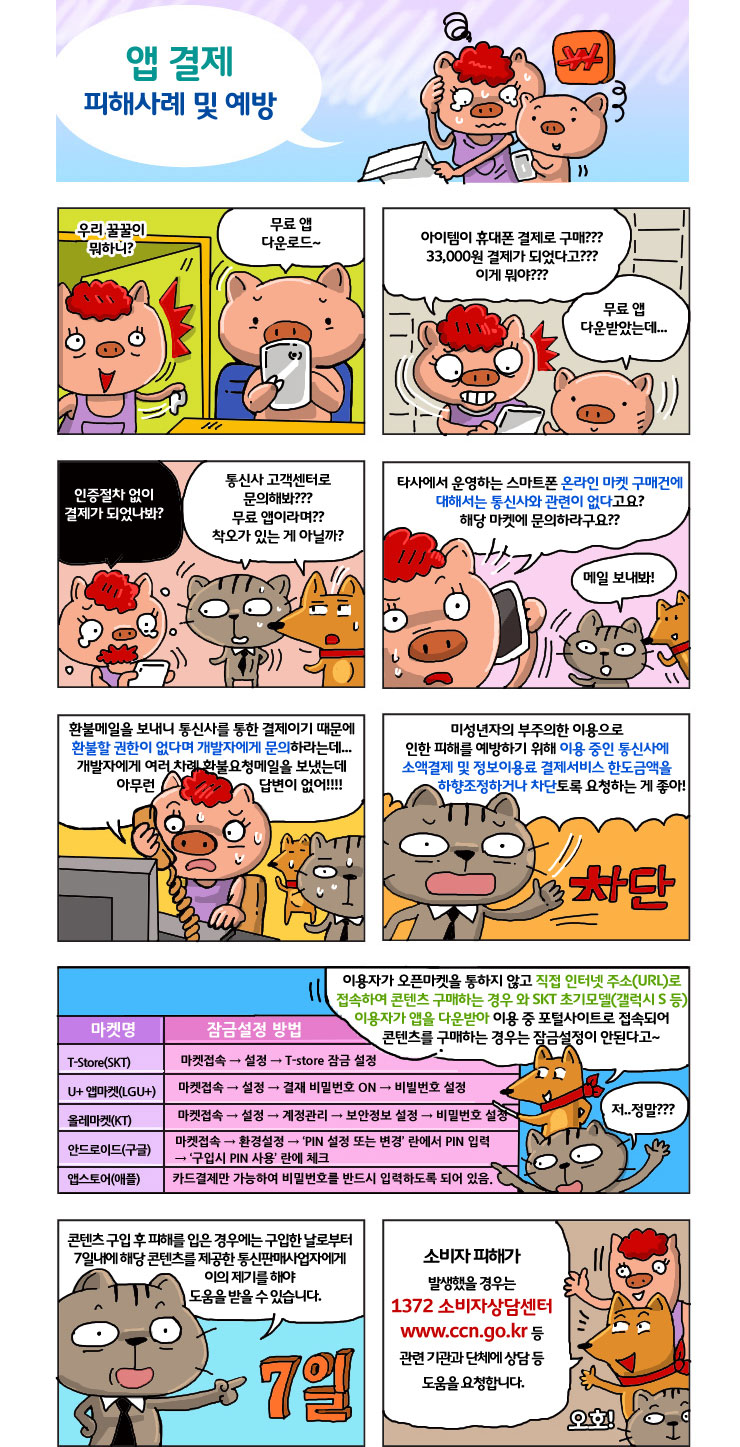 앱 결제
피해사례 및 예방
우리 꿀꿀이
뭐하니?
무료 앱
다운로드~
아이템이 휴대폰 결제로 구매???
33,000원 결제가 되었다고???
이게 뭐야???
무료 앱
다운받았는데...
인증절차 없이
결제가 되었나봐?
통신사 고객센터로
문의해봐???
무료 앱이라며??
착오가 있는 게 아닐까?
타사에서 운영하는 스마트폰 온라인 마켓 구매건에
대해서는 통신사와 관련이 없다고요?
해당 마켓에 문의하라구요??
메일 보내봐!
환불메일을 보내니 통신사를 통한 결제이기 때문에
환불할 권한이 없다며 개발자에게 문의하라는데...
개발자에게 여러 차례 환불요청메일을 보냈는데
아무런 답변이 없어!!!!
미성년자의 부주의한 이용으로
인한 피해를 예방하기 위해 이용 중인 통신사에
소액결제 및 정보이용료 결제서비스 한도금액을
하향조정하거나 차단토록 요청하는 게 좋아!
차단
이용자가 오픈마켓을 통하지 않고 직접 인터넷 주소(URL)로
접속하여 콘텐츠 구매하는 경우 와 SKT 초기모델(갤럭시 S 등)
이용자가 앱을 다운받아 이용 중 포털사이트로 접속되어
콘텐츠를 구매하는 경우는 잠금설정이 안된다고~
저..정말???
마켓명 잠금설정 방법
T-Store(SKT) 마켓접속 → 설정 → T-store 잠금 설정
U+ 앱마켓(LGU+) 마켓접속 → 설정 → 결재 비밀번호 ON → 비빌번호 설정
올레마켓(KT) 마켓접속 → 설정 → 계정관리 → 보안정보 설정 → 비밀번호 설정
안드로이드(구글) 마켓접속 → 환경설정 → ‘PIN 설정 또는 변경’ 란에서 PIN 입력
→ ‘구입시 PIN 사용’ 란에 체크
앱스토어(애플) 카드결제만 가능하여 비밀번호를 반드시 입력하도록 되어 있음.
콘텐츠 구입 후 피해를 입은 경우에는 구입한 날로부터
7일내에 해당 콘텐츠를 제공한 통신판매사업자에게
이의 제기를 해야
도움을 받을 수 있습니다.
7일
소비자 피해가
발생했을 경우는
1372 소비자상담센터
www.ccn.go.kr 등
관련 기관과 단체에 상담 등
도움을 요청합니다.
오호!